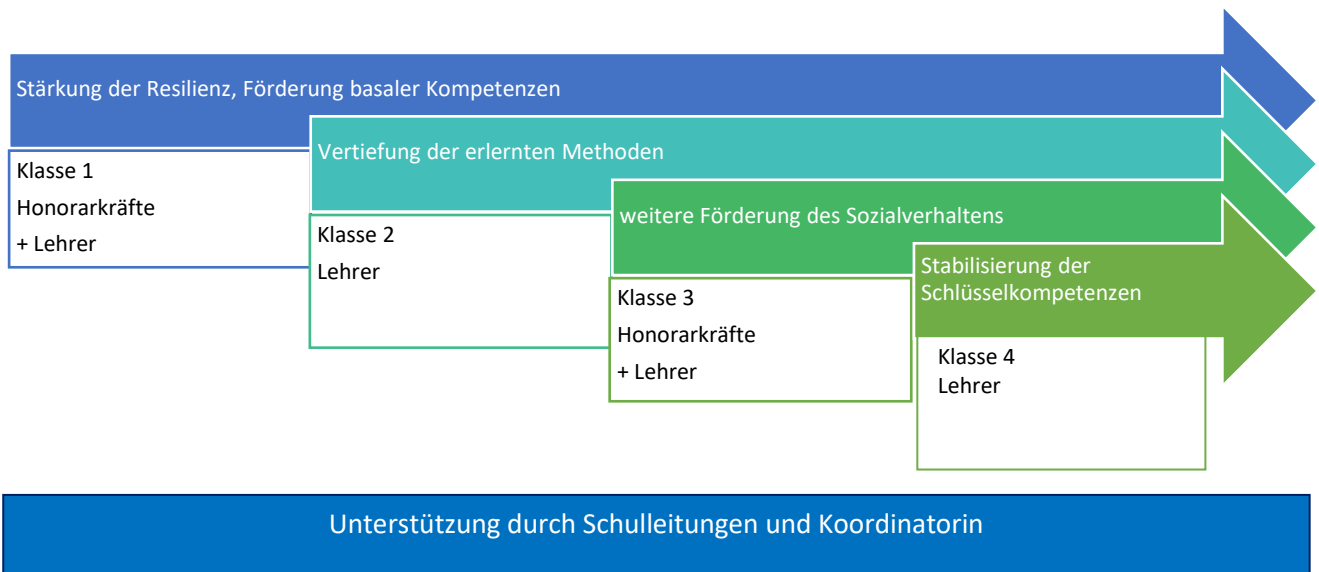 Stärkung der Resilienz, Förderung basaler Kompetenzen
Klasse 1
Honorarkräfte
+ Lehrer
Vertiefung der erlernten Methoden
Klasse 2
Lehrer
weitere Förderung des Sozialverhaltens
Klasse 3
Honorarkräfte
+ Lehrer
Stabilisierung der
Schlüsselkompetenzen
Klasse 4
Lehrer
Unterstützung durch Schulleitungen und Koordinatorin